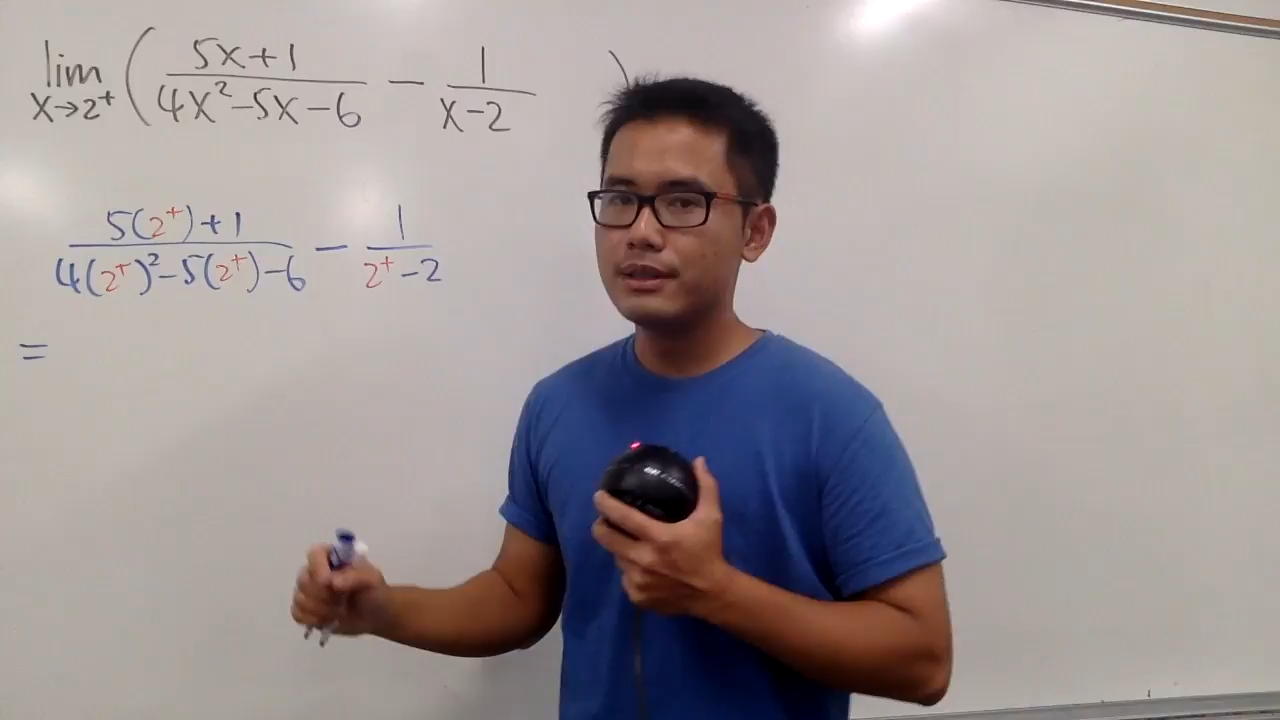 lim x→2⁺ ( (5x+1)/(4x²-5x-6) - 1/(x-2) )
(5(2⁺)+1)/(4(2⁺)²-5(2⁺)-6) - 1/(2⁺-2)
=